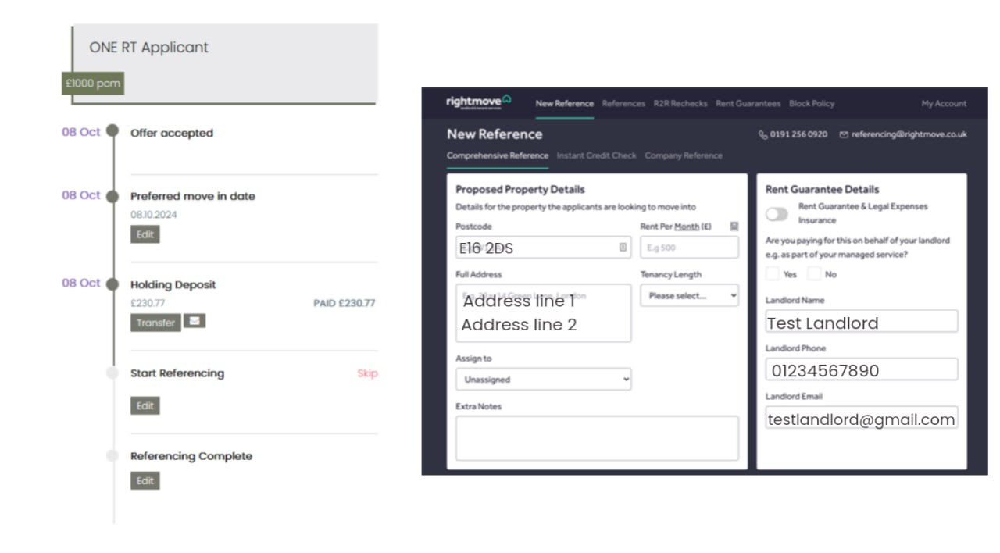 ONE RT Applicant
£1000 pcm
08 Oct
Offer accepted
08 Oct
Preferred move in date
08.10.2024
Edit
08 Oct
Holding Deposit
£230.77 PAID £230.77
Transfer
Start Referencing Skip
Edit
Referencing Complete
Edit
rightmove
New Reference References R2R Rechecks Rent Guarantees Block Policy My Account
New Reference
0191 256 0920 referencing@rightmove.co.uk
Comprehensive Reference Instant Credit Check Company Reference
Proposed Property Details
Details for the property the applicants are looking to move into
Postcode
E16 2DS
Rent Per Month (£)
E.g 500
Full Address
Address line 1
Address line 2
Tenancy Length
Please select...
Assign to
Unassigned
Extra Notes
Rent Guarantee Details
Rent Guarantee & Legal Expenses
Insurance
Are you paying for this on behalf of your landlord
e.g. as part of your managed service?
Yes No
Landlord Name
Test Landlord
Landlord Phone
01234567890
Landlord Email
testlandlord@gmail.com